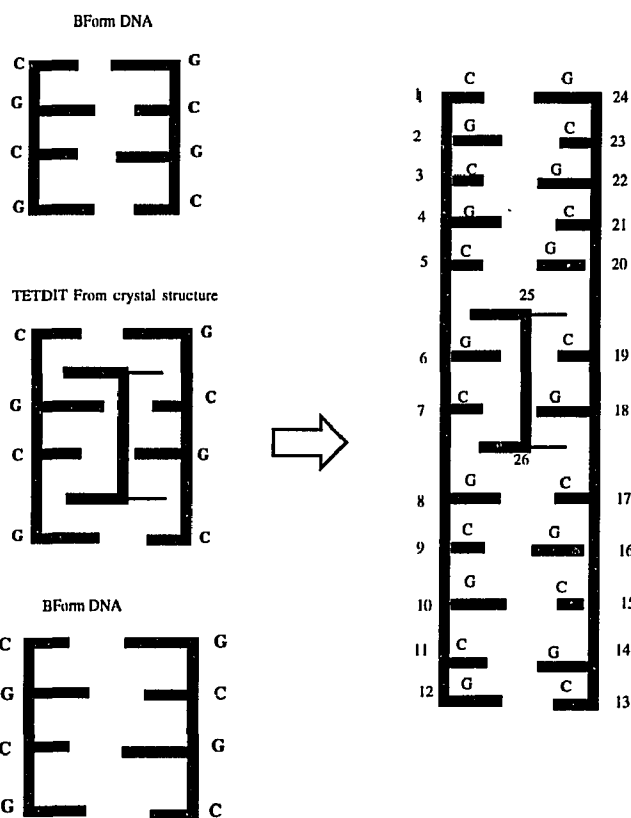 BForm DNA
C G
G C
C G
G C
TETDIT From crystal structure
C G
G C
C G
G C
BForm DNA
C G
G C
C G
G C
1 C G 24
2 G C 23
3 C G 22
4 G C 21
5 C G 20
25
6 G C 19
7 C G 18
26
8 G C 17
9 C G 16
10 G C 15
11 C G 14
12 G C 13